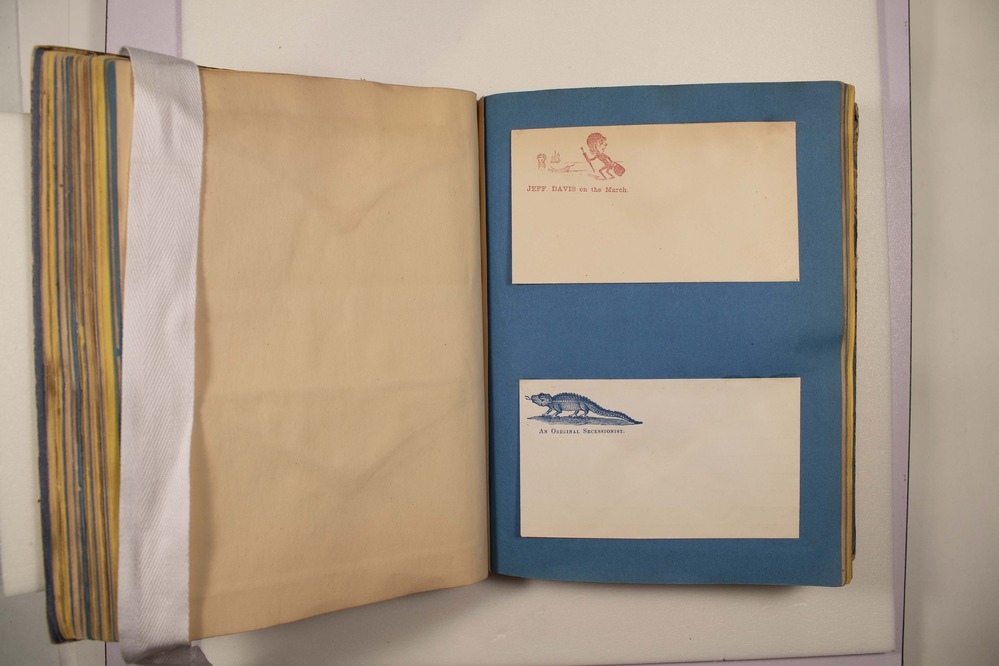 JEFF. DAVIS on the March.
AN ORIGINAL SECESSIONIST.